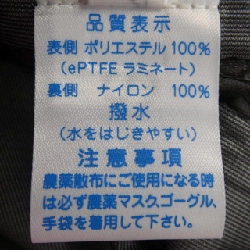 品質表示
表側 ポリエステル 100%
(ePTFE ラミネート)
裏側 ナイロン 100%
撥水
(水をはじきやすい)
注意事項
農薬散布にご使用になる時
は必ず農薬マスク、ゴーグル、
手袋を着用して下さい。